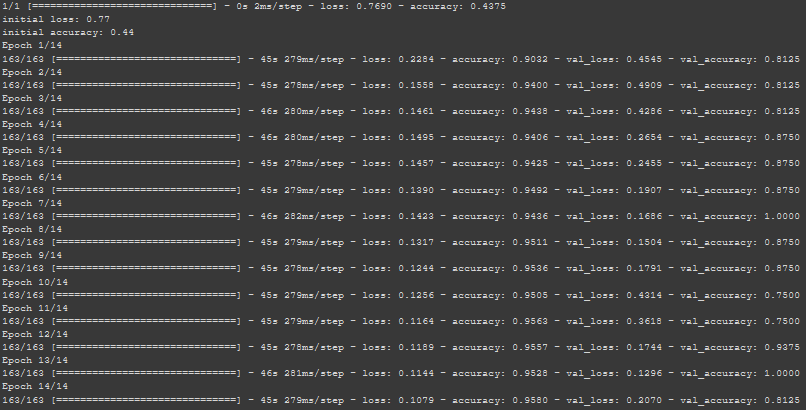 1/1 [==============================] - 0s 2ms/step - loss: 0.7690 - accuracy: 0.4375
initial loss: 0.77
initial accuracy: 0.44
Epoch 1/14
163/163 [==============================] - 45s 279ms/step - loss: 0.2284 - accuracy: 0.9032 - val_loss: 0.4545 - val_accuracy: 0.8125
Epoch 2/14
163/163 [==============================] - 45s 278ms/step - loss: 0.1558 - accuracy: 0.9400 - val_loss: 0.4909 - val_accuracy: 0.8125
Epoch 3/14
163/163 [==============================] - 46s 280ms/step - loss: 0.1461 - accuracy: 0.9438 - val_loss: 0.4286 - val_accuracy: 0.8125
Epoch 4/14
163/163 [==============================] - 46s 280ms/step - loss: 0.1495 - accuracy: 0.9406 - val_loss: 0.2654 - val_accuracy: 0.8750
Epoch 5/14
163/163 [==============================] - 45s 278ms/step - loss: 0.1457 - accuracy: 0.9425 - val_loss: 0.2455 - val_accuracy: 0.8750
Epoch 6/14
163/163 [==============================] - 45s 279ms/step - loss: 0.1390 - accuracy: 0.9492 - val_loss: 0.1907 - val_accuracy: 0.8750
Epoch 7/14
163/163 [==============================] - 46s 282ms/step - loss: 0.1423 - accuracy: 0.9436 - val_loss: 0.1686 - val_accuracy: 1.0000
Epoch 8/14
163/163 [==============================] - 45s 279ms/step - loss: 0.1317 - accuracy: 0.9511 - val_loss: 0.1504 - val_accuracy: 0.8750
Epoch 9/14
163/163 [==============================] - 45s 278ms/step - loss: 0.1244 - accuracy: 0.9536 - val_loss: 0.1791 - val_accuracy: 0.8750
Epoch 10/14
163/163 [==============================] - 45s 279ms/step - loss: 0.1256 - accuracy: 0.9505 - val_loss: 0.4314 - val_accuracy: 0.7500
Epoch 11/14
163/163 [==============================] - 45s 279ms/step - loss: 0.1164 - accuracy: 0.9563 - val_loss: 0.3618 - val_accuracy: 0.7500
Epoch 12/14
163/163 [==============================] - 45s 278ms/step - loss: 0.1189 - accuracy: 0.9557 - val_loss: 0.1744 - val_accuracy: 0.9375
Epoch 13/14
163/163 [==============================] - 46s 281ms/step - loss: 0.1144 - accuracy: 0.9528 - val_loss: 0.1296 - val_accuracy: 1.0000
Epoch 14/14
163/163 [==============================] - 45s 279ms/step - loss: 0.1079 - accuracy: 0.9580 - val_loss: 0.2070 - val_accuracy: 0.8125